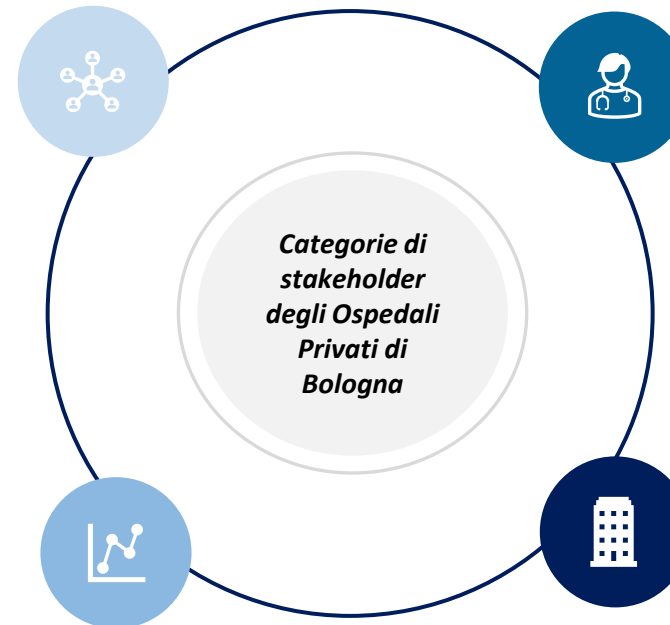 Categorie di
stakeholder
degli Ospedali
Privati di
Bologna